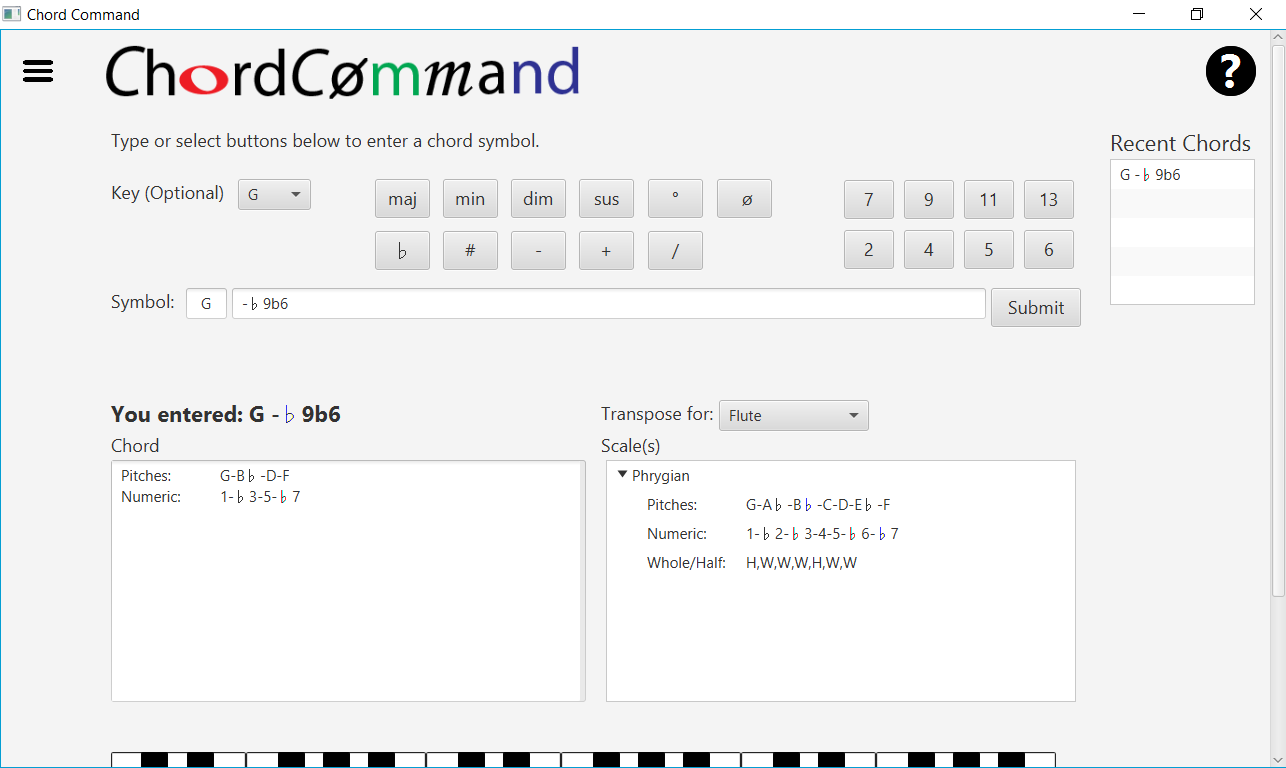 Chord Command
ChordCømmand
?
Type or select buttons below to enter a chord symbol.
Recent Chords
G -♭ 9b6
Key (Optional) G maj min dim sus ° ø 7 9 11 13
♭ # - + / 2 4 5 6
Symbol: G -♭ 9b6 Submit
You entered: G -♭ 9b6
Transpose for: Flute
Chord
Pitches: G-B♭ -D-F
Numeric: 1-♭ 3-5-♭ 7
Scale(s)
Phrygian
Pitches: G-A♭ -B♭ -C-D-E♭ -F
Numeric: 1-♭ 2-♭ 3-4-5-♭ 6-♭ 7
Whole/Half: H,W,W,W,H,W,W